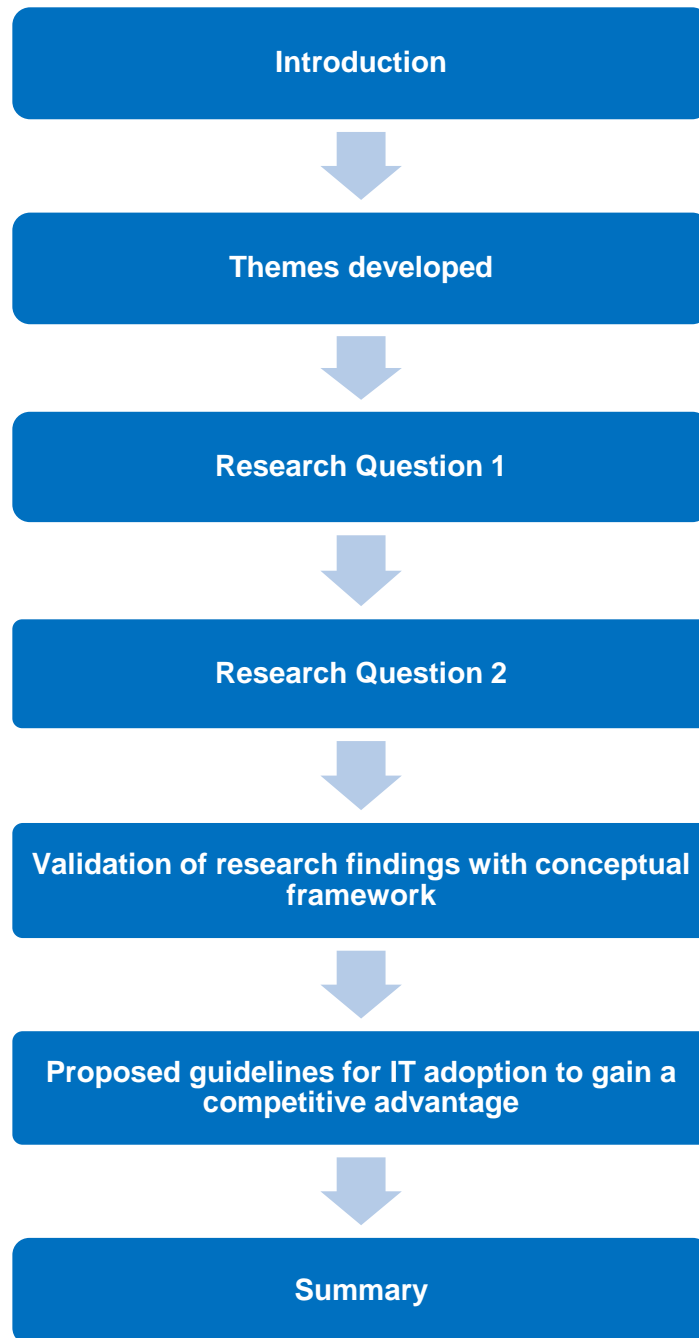 Introduction
Themes developed
Research Question 1
Research Question 2
Validation of research findings with conceptual
framework
Proposed guidelines for IT adoption to gain a
competitive advantage
Summary